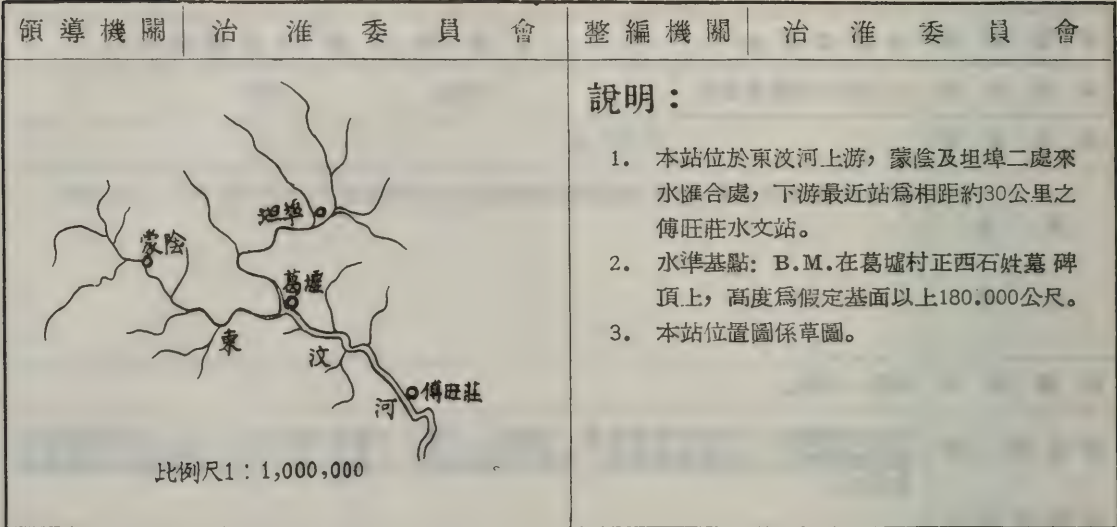 領導機關 治淮委員會 整編機關 治淮委員會
說明：
1. 本站位於東汶河上游，蒙陰及坦埠二處來
水匯合處，下游最近站爲相距約30公里之
傅旺莊水文站。
2. 水準基點: B.M.在葛墟村正西石姓墓碑
頂上，高度爲假定基面以上180.000公尺。
3. 本站位置圖係草圖。
坦埠
蒙陰
葛墟
東
汶
河
傅旺莊
比例尺1：1,000,000